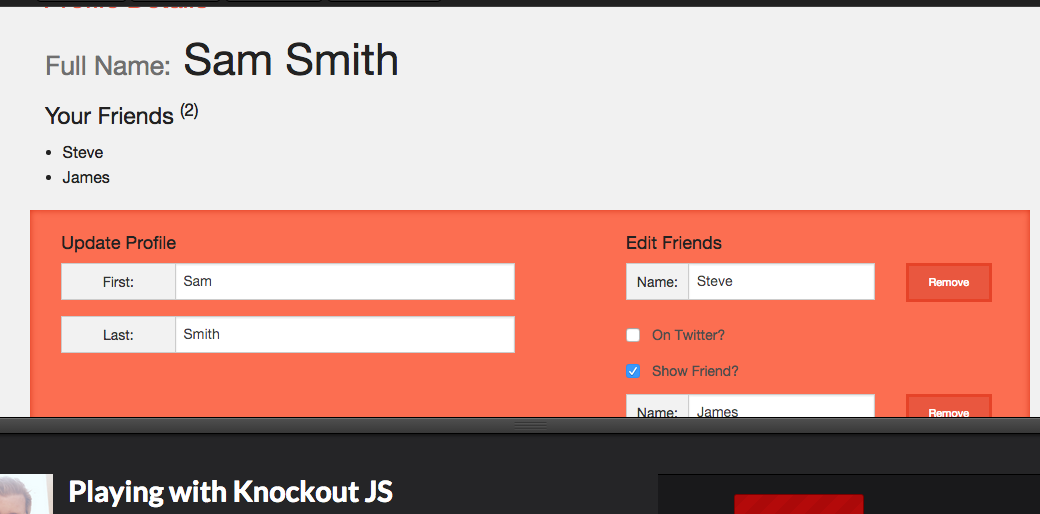 Full Name: Sam Smith
Your Friends (2)
• Steve
• James
Update Profile
First: Sam
Last: Smith
Edit Friends
Name: Steve Remove
On Twitter?
Show Friend?
Name: James Remove
Playing with Knockout JS